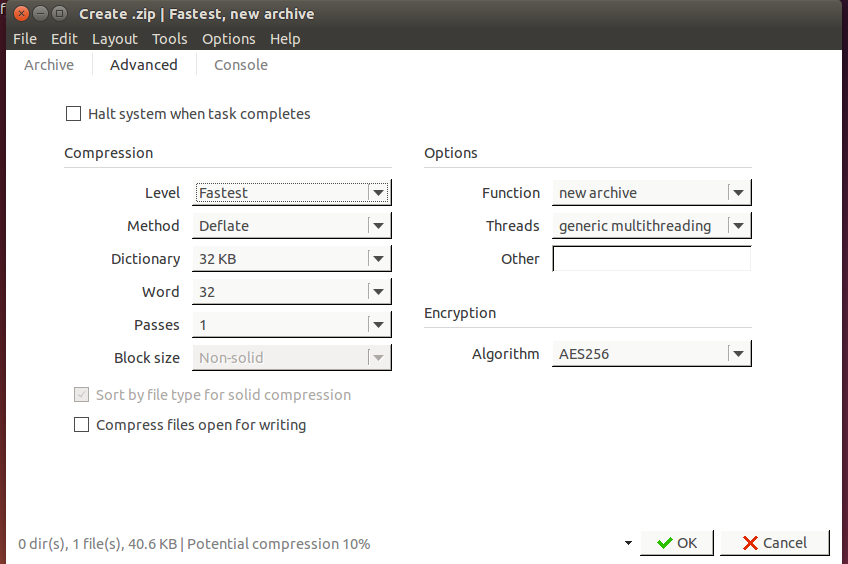 f
Create .zip | Fastest, new archive
File Edit Layout Tools Options Help
Archive Advanced Console
Halt system when task completes
Compression
Level Fastest
Method Deflate
Dictionary 32 KB
Word 32
Passes 1
Block size Non-solid
Sort by file type for solid compression
Compress files open for writing
Options
Function new archive
Threads generic multithreading
Other
Encryption
Algorithm AES256
0 dir(s), 1 file(s), 40.6 KB | Potential compression 10%
OK Cancel